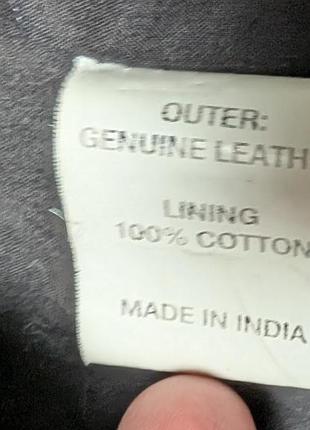 OUTER:
GENUINE LEATH
LINING
100% COTTON
MADE IN INDIA